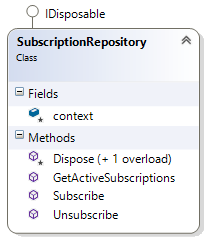 IDisposable
SubscriptionRepository
Class
Fields
context
Methods
Dispose (+ 1 overload)
GetActiveSubscriptions
Subscribe
Unsubscribe